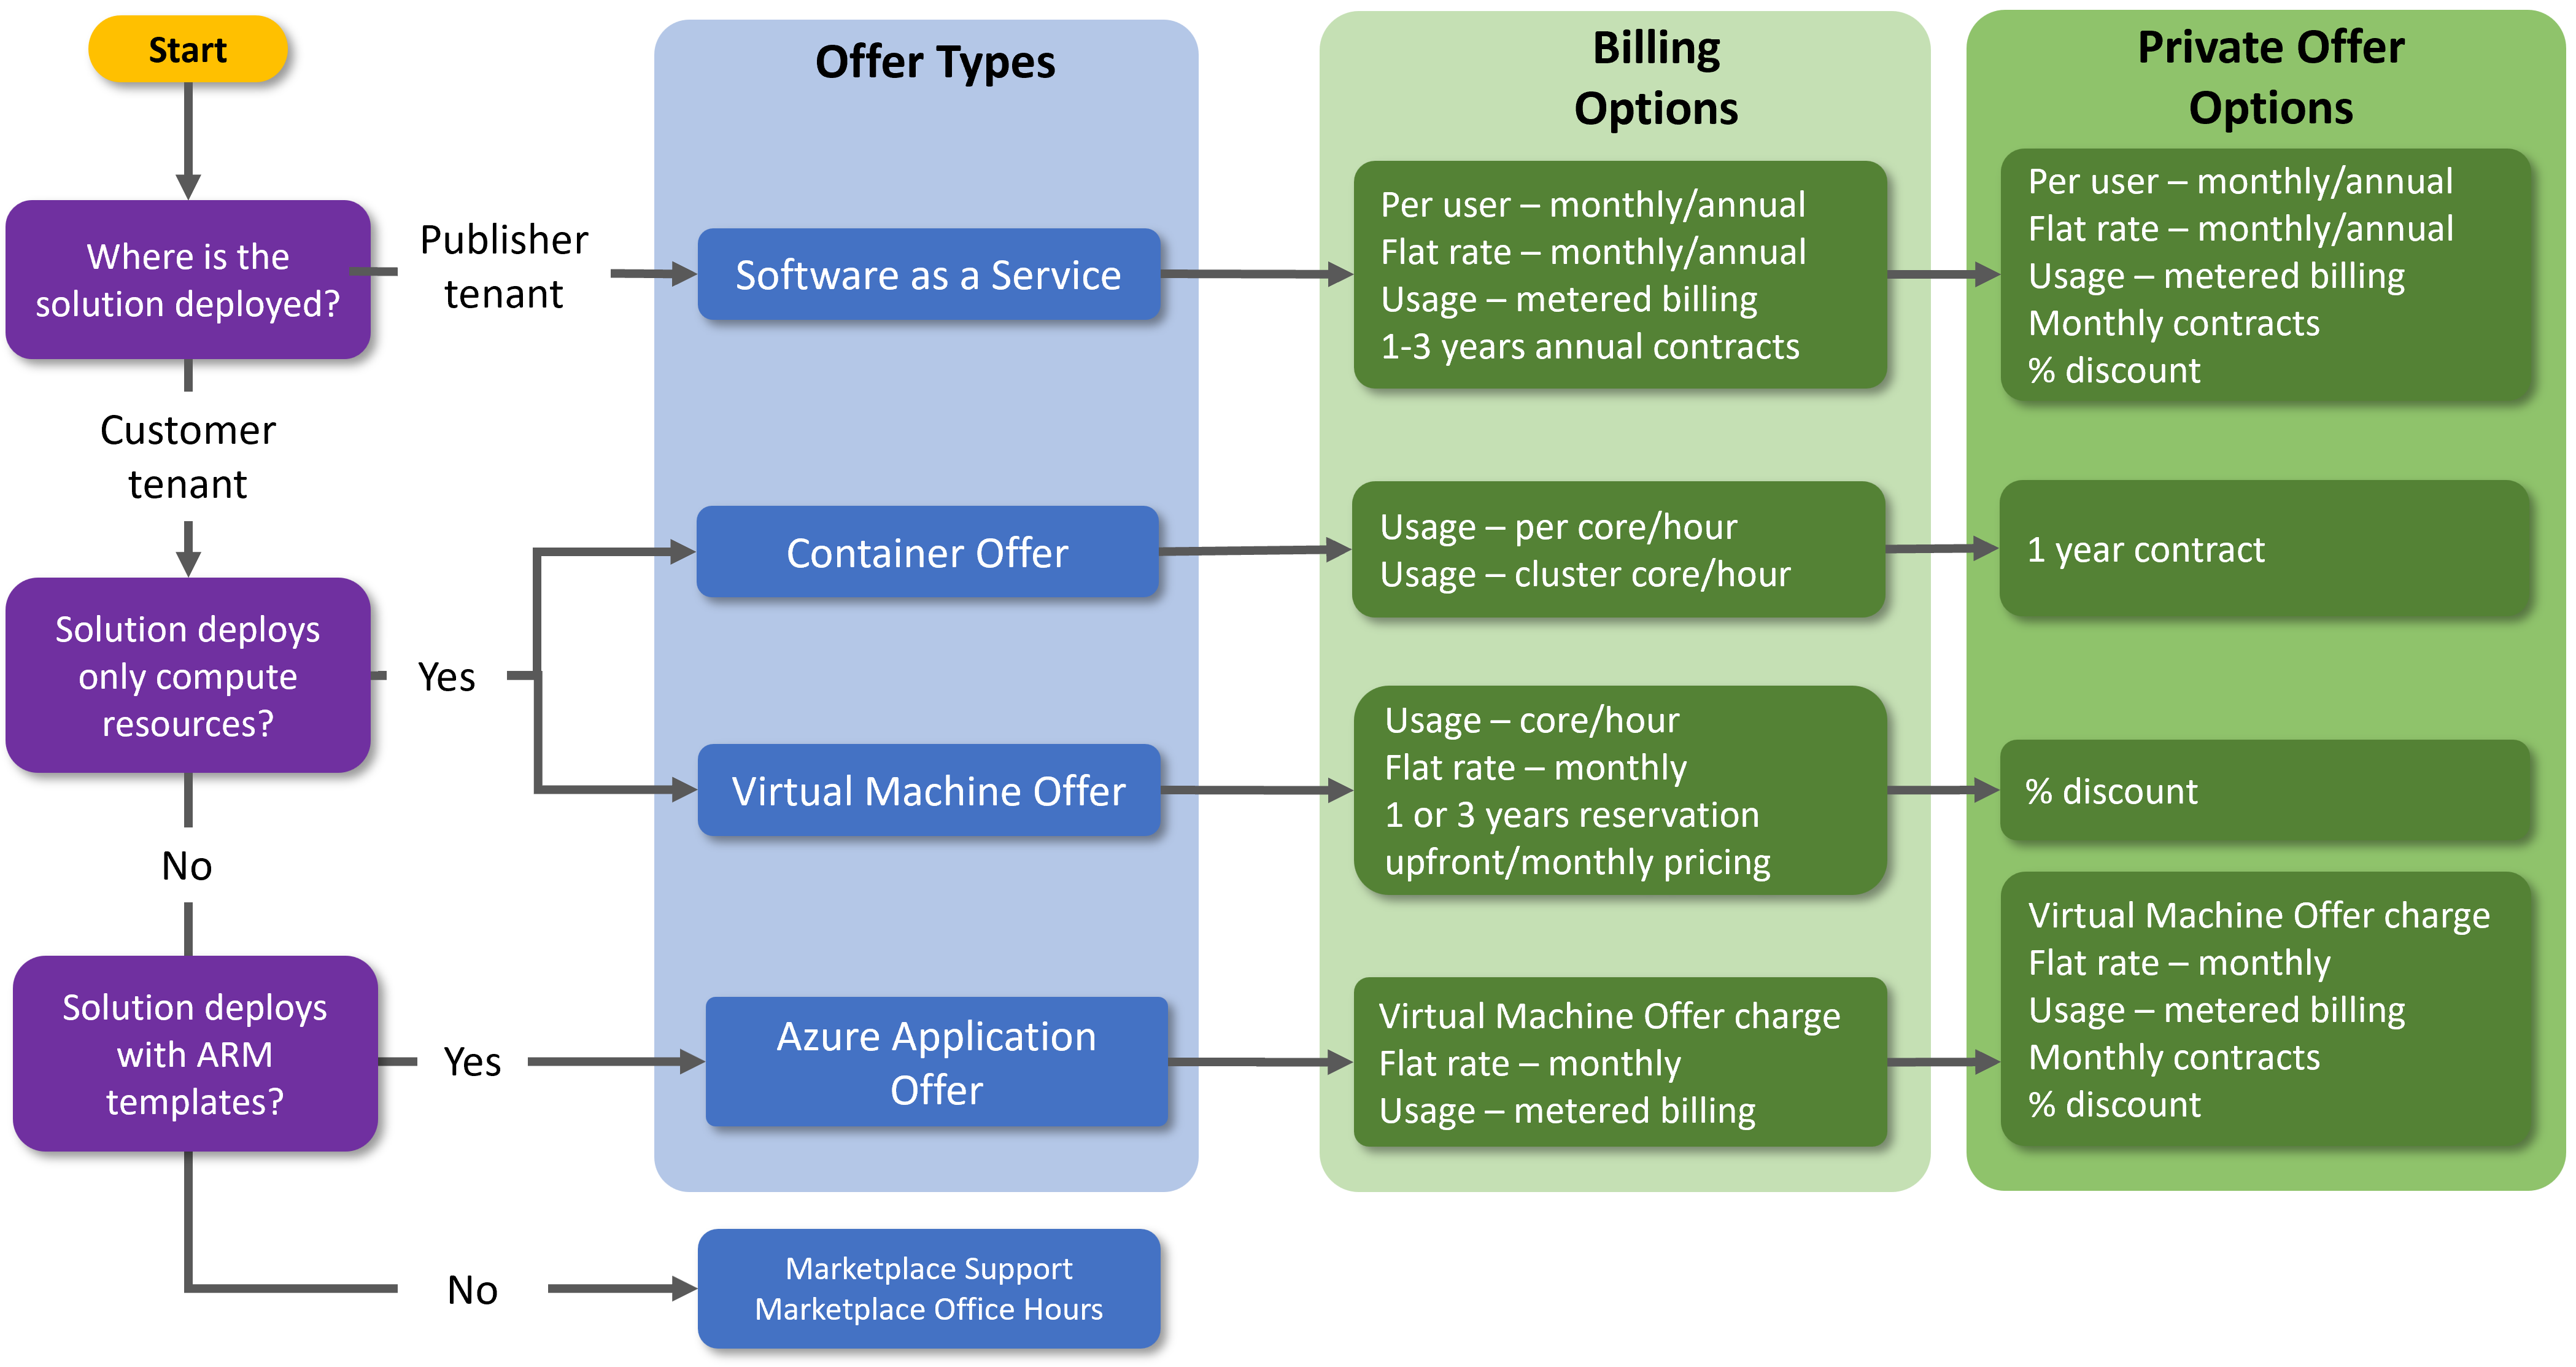 Start
Offer Types
Billing
Options
Private Offer
Options
Where is the
solution deployed?
Publisher
tenant
Software as a Service
Per user – monthly/annual
Flat rate – monthly/annual
Usage – metered billing
1-3 years annual contracts
Per user – monthly/annual
Flat rate – monthly/annual
Usage – metered billing
Monthly contracts
% discount
Customer
tenant
Solution deploys
only compute
resources?
Yes
Container Offer
Usage – per core/hour
Usage – cluster core/hour
1 year contract
Virtual Machine Offer
Usage – core/hour
Flat rate – monthly
1 or 3 years reservation
upfront/monthly pricing
% discount
No
Solution deploys
with ARM
templates?
Yes
Azure Application
Offer
Virtual Machine Offer charge
Flat rate – monthly
Usage – metered billing
Virtual Machine Offer charge
Flat rate – monthly
Usage – metered billing
Monthly contracts
% discount
No
Marketplace Support
Marketplace Office Hours